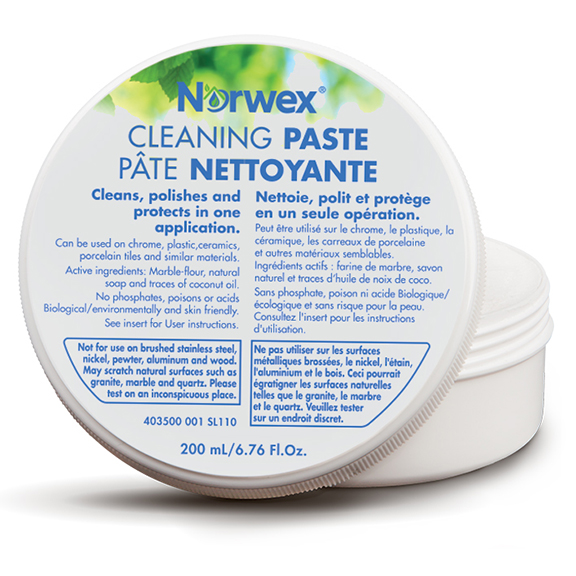 Norwex®
CLEANING PASTE
PÂTE NETTOYANTE
Cleans, polishes and
protects in one
application.
Can be used on chrome, plastic,ceramics,
porcelain tiles and similar materials.
Active ingredients: Marble-flour, natural
soap and traces of coconut oil.
No phosphates, poisons or acids
Biological/environmentally and skin friendly.
See insert for User instructions.
Nettoie, polit et protège
en un seule opération.
Peut être utilisé sur le chrome, le plastique, la
céramique, les carreaux de porcelaine
et autres matériaux semblables.
Ingrédients actifs : farine de marbre, savon
naturel et traces d'huile de noix de coco.
Sans phosphate, poison ni acide Biologique/
écologique et sans risque pour la peau.
Consultez l'insert pour les instructions
d'utilisation.
Not for use on brushed stainless steel,
nickel, pewter, aluminum and wood.
May scratch natural surfaces such as
granite, marble and quartz. Please
test on an inconspicuous place.
Ne pas utiliser sur les surfaces
métalliques brossées, le nickel, l'étain,
l'aluminium et le bois. Ceci pourrait
égratigner les surfaces naturelles
telles que le granite, le marbre
et le quartz. Veuillez tester
sur un endroit discret.
403500 001 SL110
200 mL/6.76 Fl.Oz.